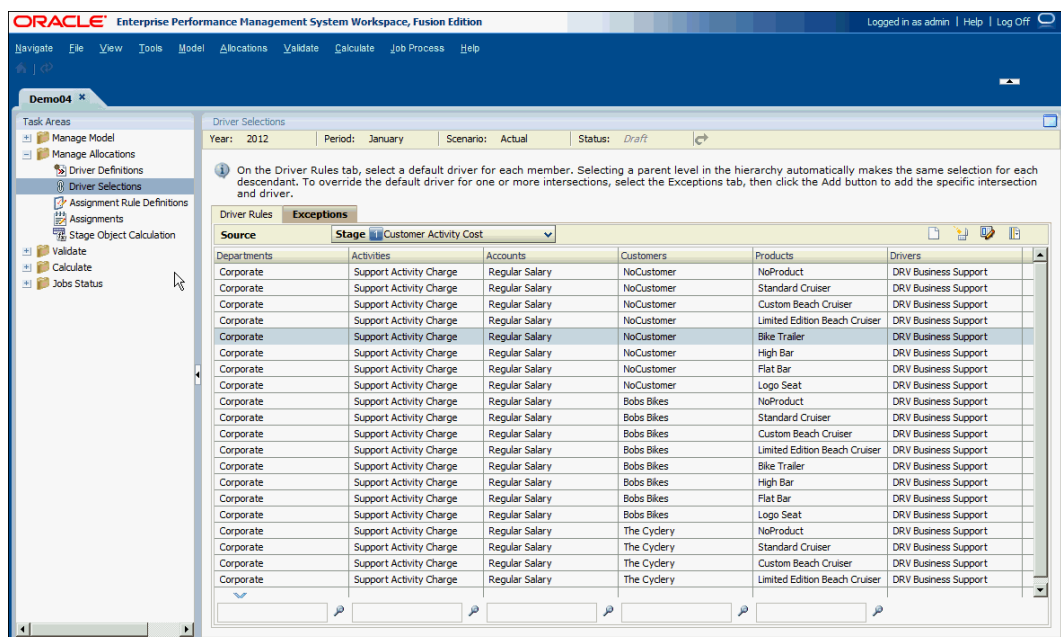 ORACLE® Enterprise Performance Management System Workspace, Fusion Edition
Logged in as admin | Help | Log Off
Navigate File View Tools Model Allocations Validate Calculate Job Process Help
Demo04
Task Areas
Manage Model
Manage Allocations
Driver Definitions
Driver Selections
Assignment Rule Definitions
Assignments
Stage Object Calculation
Validate
Calculate
Jobs Status
Driver Selections
Year: 2012 Period: January Scenario: Actual Status: Draft
On the Driver Rules tab, select a default driver for each member. Selecting a parent level in the hierarchy automatically makes the same selection for each
descendant. To override the default driver for one or more intersections, select the Exceptions tab, then click the Add button to add the specific intersection
and driver.
Driver Rules Exceptions
Source Stage 1 Customer Activity Cost
Departments Activities Accounts Customers Products Drivers
Corporate Support Activity Charge Regular Salary NoCustomer NoProduct DRV Business Support
Corporate Support Activity Charge Regular Salary NoCustomer Standard Cruiser DRV Business Support
Corporate Support Activity Charge Regular Salary NoCustomer Custom Beach Cruiser DRV Business Support
Corporate Support Activity Charge Regular Salary NoCustomer Limited Edition Beach Cruiser DRV Business Support
Corporate Support Activity Charge Regular Salary NoCustomer Bike Trailer DRV Business Support
Corporate Support Activity Charge Regular Salary NoCustomer High Bar DRV Business Support
Corporate Support Activity Charge Regular Salary NoCustomer Flat Bar DRV Business Support
Corporate Support Activity Charge Regular Salary NoCustomer Logo Seat DRV Business Support
Corporate Support Activity Charge Regular Salary Bobs Bikes NoProduct DRV Business Support
Corporate Support Activity Charge Regular Salary Bobs Bikes Standard Cruiser DRV Business Support
Corporate Support Activity Charge Regular Salary Bobs Bikes Custom Beach Cruiser DRV Business Support
Corporate Support Activity Charge Regular Salary Bobs Bikes Limited Edition Beach Cruiser DRV Business Support
Corporate Support Activity Charge Regular Salary Bobs Bikes Bike Trailer DRV Business Support
Corporate Support Activity Charge Regular Salary Bobs Bikes High Bar DRV Business Support
Corporate Support Activity Charge Regular Salary Bobs Bikes Flat Bar DRV Business Support
Corporate Support Activity Charge Regular Salary Bobs Bikes Logo Seat DRV Business Support
Corporate Support Activity Charge Regular Salary The Cyclery NoProduct DRV Business Support
Corporate Support Activity Charge Regular Salary The Cyclery Standard Cruiser DRV Business Support
Corporate Support Activity Charge Regular Salary The Cyclery Custom Beach Cruiser DRV Business Support
Corporate Support Activity Charge Regular Salary The Cyclery Limited Edition Beach Cruiser DRV Business Support